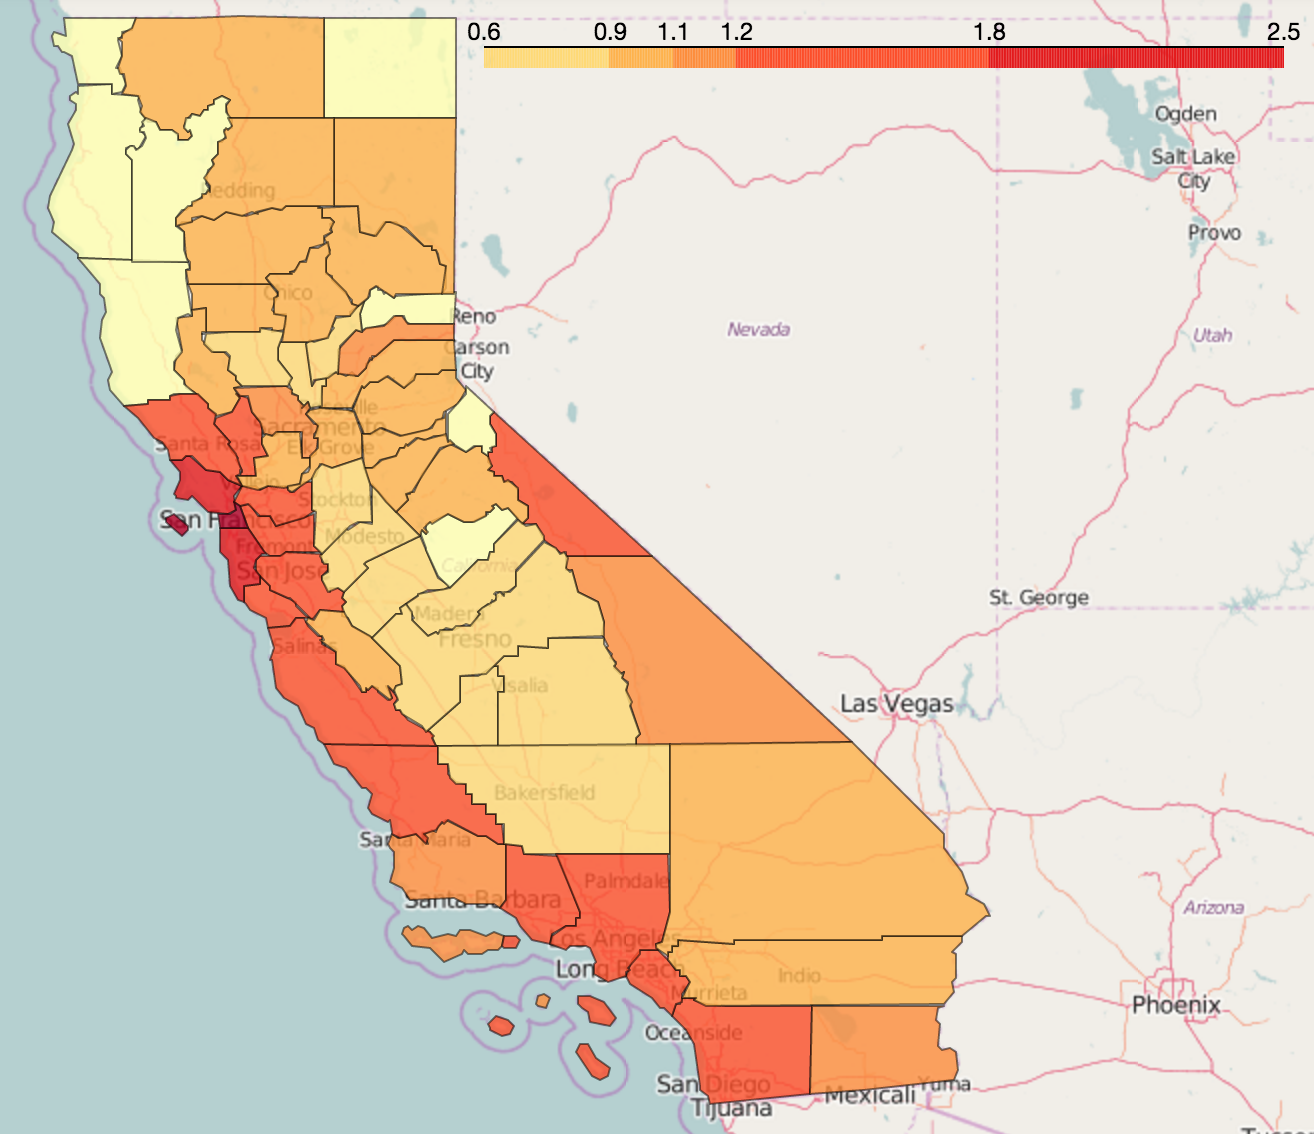 0.6 0.9 1.1 1.2 1.8 2.5
Ogden
Salt Lake
City
Redding
Provo
Chico
Reno
Nevada
Utah
Carson
City
Roseville
Sacramento
Santa Rosa
Elk Grove
Vallejo
Stockton
San Francisco
Modesto
Fremont
California
San Jose
St. George
Madera
Fresno
Salinas
Visalia
Las Vegas
Bakersfield
Santa Maria
Palmdale
Santa Barbara
Arizona
Los Angeles
Long Beach
Indio
Murrieta
Phoenix
Oceanside
San Diego
Yuma
Mexicali
Tijuana